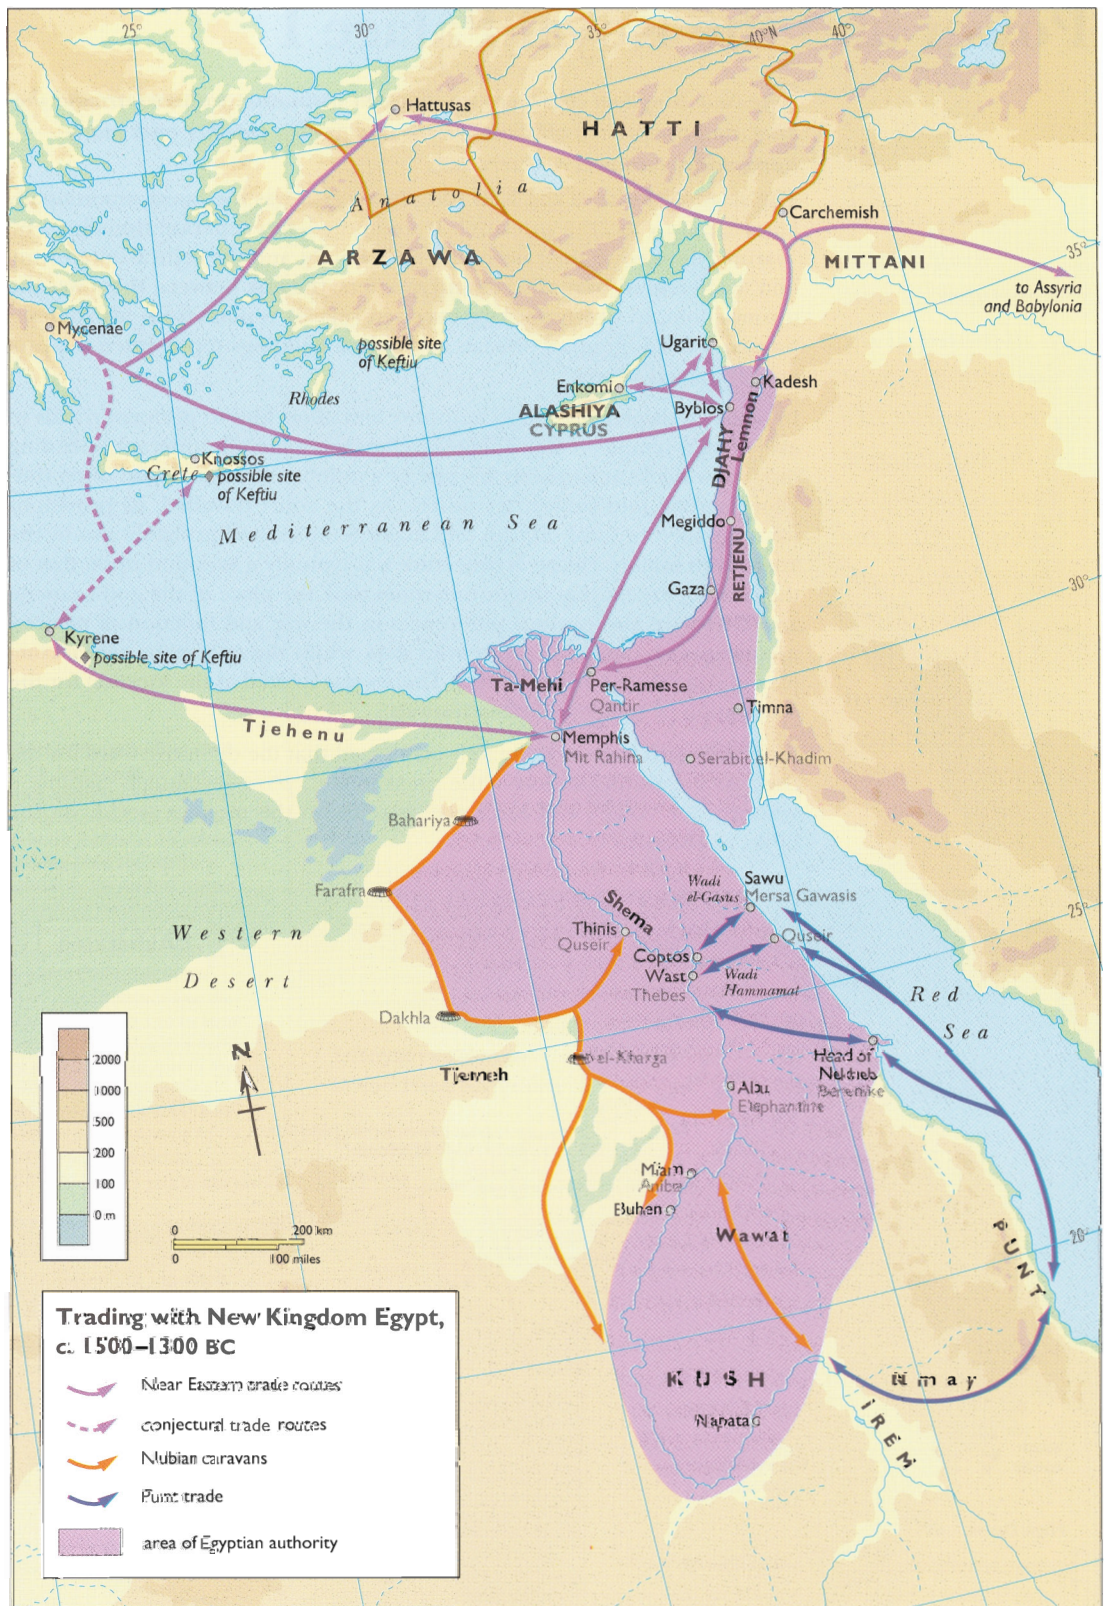 25°
30°
35°
40°N
40°
Hattusas
HATTI
Anatolia
Carchemish
ARZAWA
MITTANI
35°
to Assyria
and Babylonia
Mycenae
possible site
of Keftiu
Ugarit
Rhodes
Enkomi
Kadesh
ALASHIYA
CYPRUS
Byblos
Lemnon
DJAHY
Knossos
Crete
possible site
of Keftiu
Mediterranean Sea
Megiddo
RETJENU
Gaza
30°
Kyrene
possible site of Keftiu
Ta-Mehi
Per-Ramesse
Qantir
Timna
Tjehenu
Memphis
Mit Rahina
Serabit el-Khadim
Bahariya
Farafra
Wadi
el-Gasus
Sawu
Mersa Gawasis
25°
Shema
Thinis
Quseir
Quseir
Western
Desert
Coptos
Wast
Thebes
Wadi
Hammamat
Red
Sea
Dakhla
el-Kharga
Tjemeh
Head of
Nekheb
Berenike
Abu
Elephantine
N
2000
1000
500
200
100
0 m
Miam
Aniba
Buhen
Wawat
PUNT
20°
0 200 km
0 100 miles
KUSH
Napata
IREM
Trading with New Kingdom Egypt,
c. 1500–1300 BC
Near Eastern trade routes
conjectural trade routes
Nubian caravans
Punt trade
area of Egyptian authority